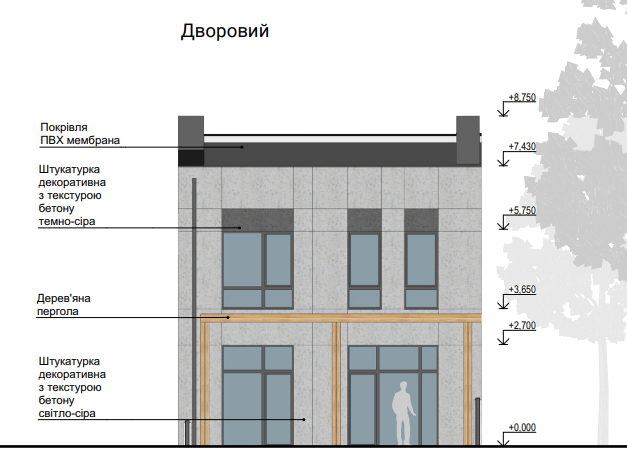 Дворовий
Покрівля
ПВХ мембрана
Штукатурка
декоративна
з текстурою
бетону
темно-сіра
Дерев'яна
пергола
Штукатурка
декоративна
з текстурою
бетону
світло-сіра
+8,750
+7,430
+5,750
+3,650
+2,700
+0,000